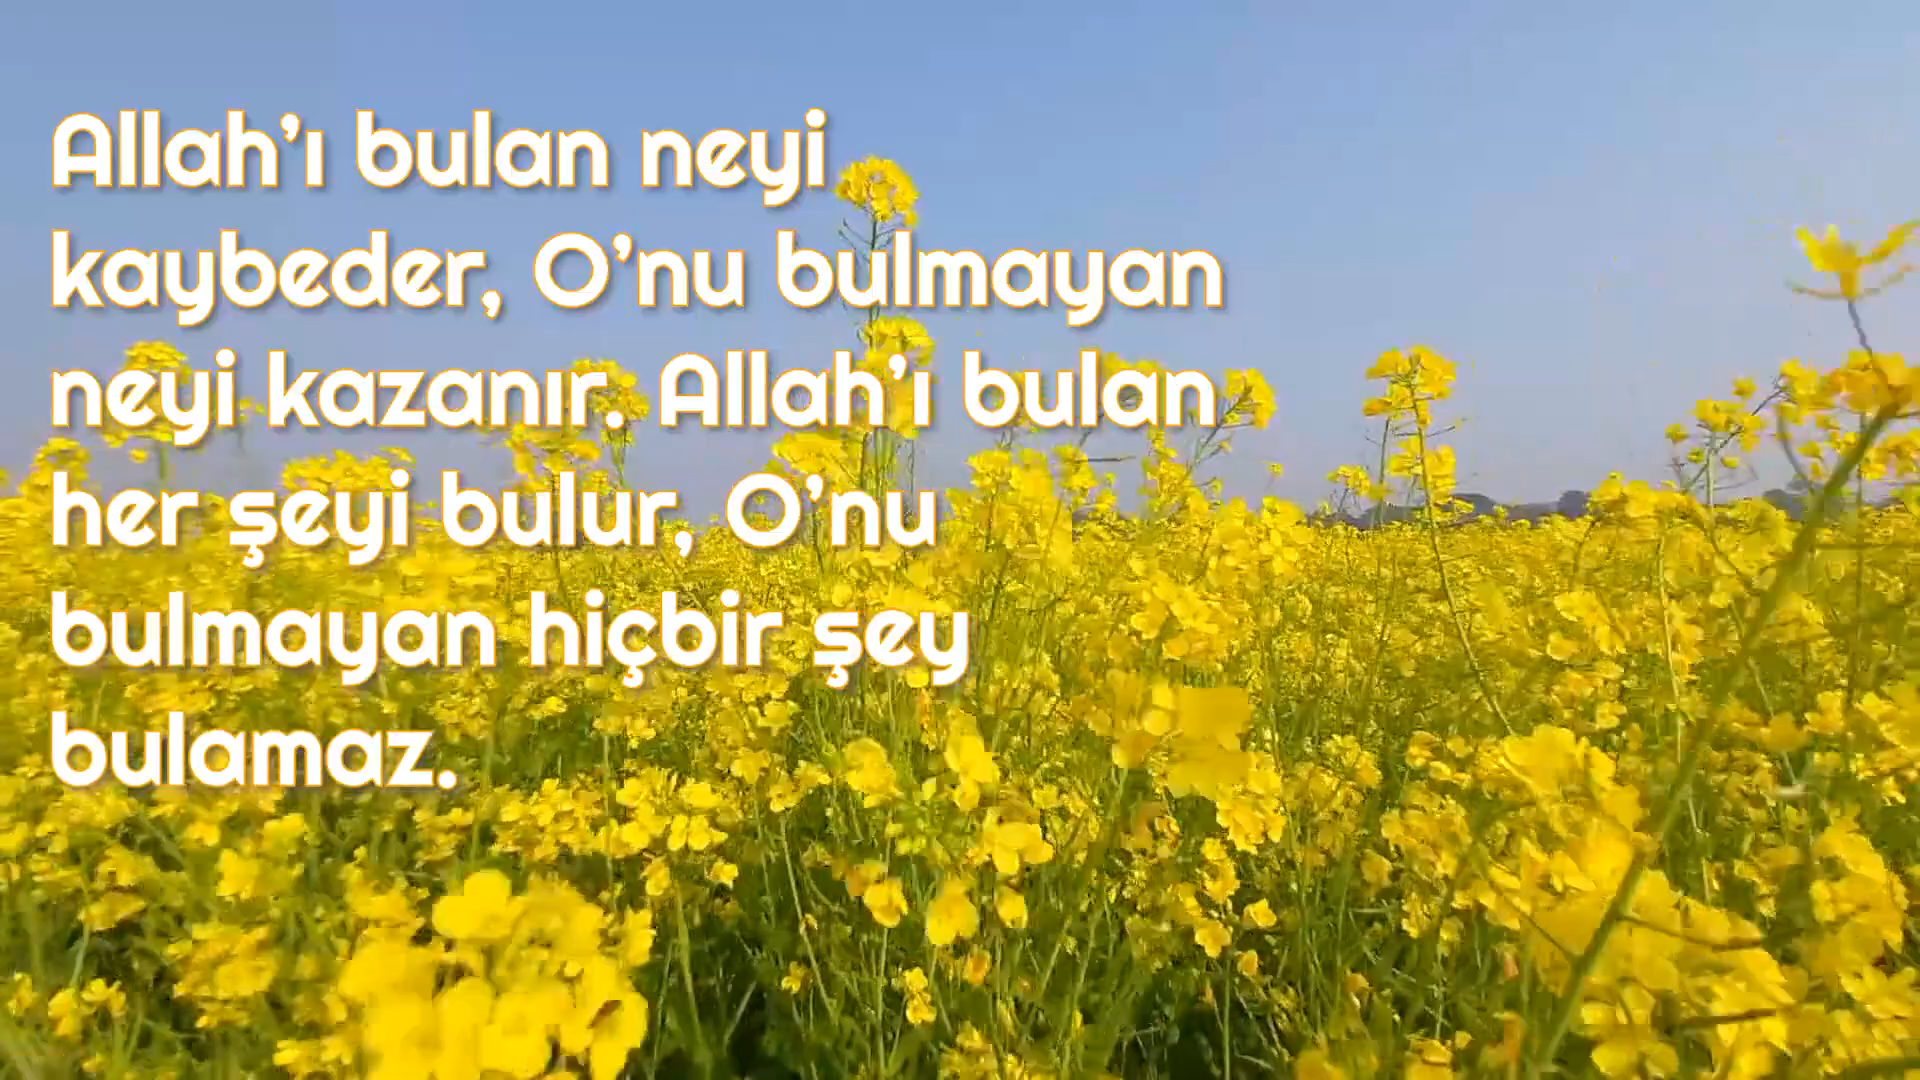 Allah’ı bulan neyi
kaybeder, O’nu bulmayan
neyi kazanır. Allah’ı bulan
her şeyi bulur, O’nu
bulmayan hiçbir şey
bulamaz.